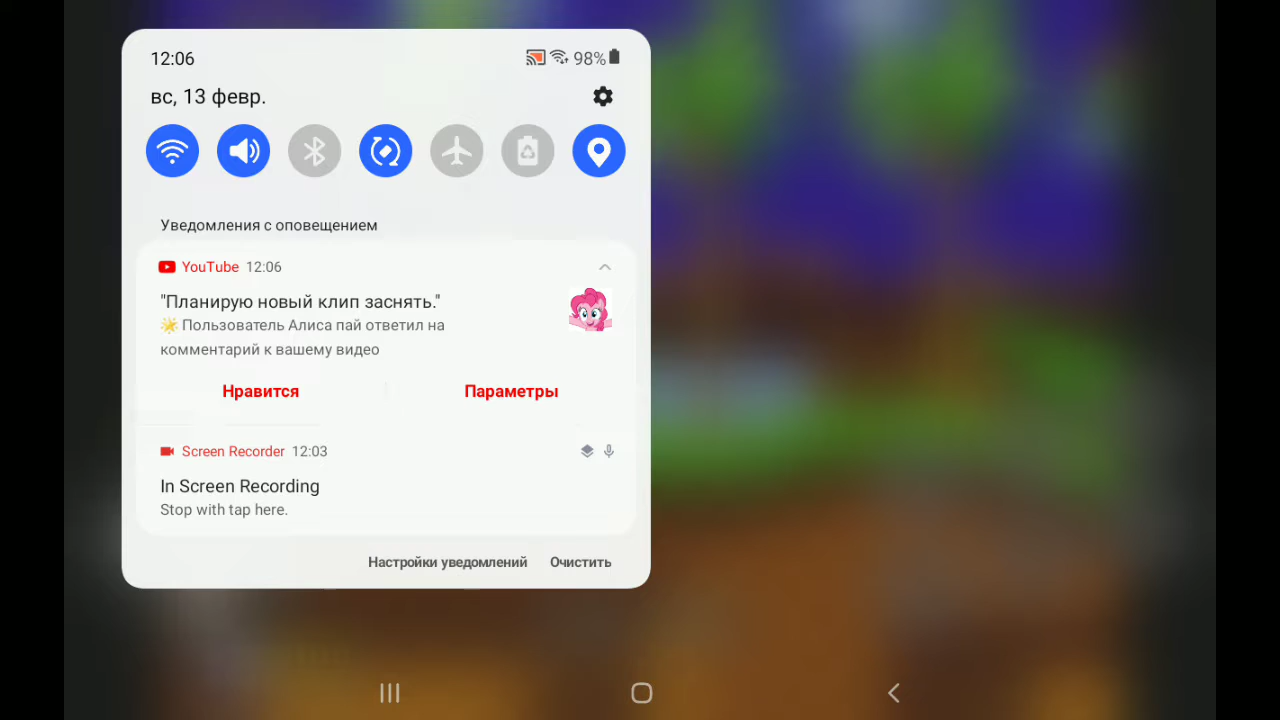 12:06
98%
вс, 13 февр.
Уведомления с оповещением
YouTube 12:06
"Планирую новый клип заснять."
🌟 Пользователь Алиса пай ответил на
комментарий к вашему видео
Нравится Параметры
Screen Recorder 12:03
In Screen Recording
Stop with tap here.
Настройки уведомлений Очистить